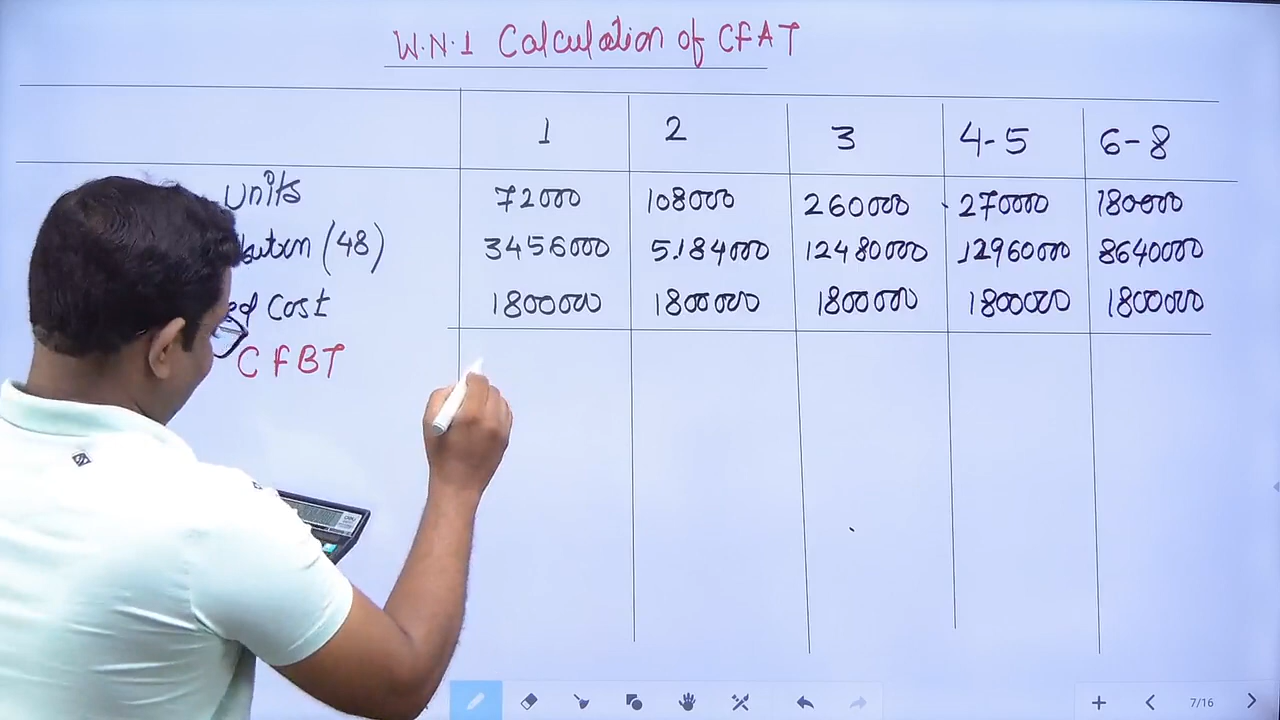 W.N.1 Calculation of CFAT
1 2 3 4-5 6-8
Units 72000 108000 260000 270000 180000
(48) 3456000 5184000 12480000 12960000 8640000
Cost 1800000 1800000 1800000 1800000 1800000
CFBT
7/16